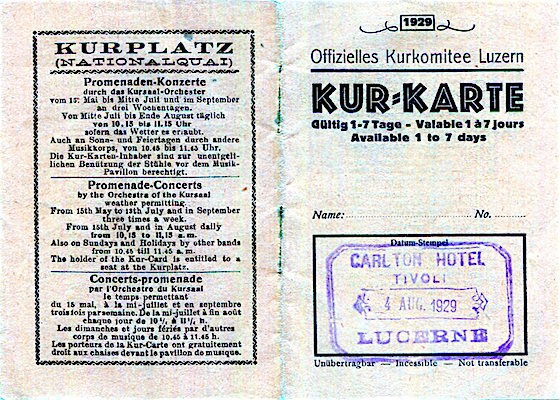 KURPLATZ
(NATIONALQUAI)
Promenaden-Konzerte
durch das Kursaal-Orchester
vom 15. Mai bis Mitte Juli und im September
an drei Wochentagen.
Von Mitte Juli bis Ende August täglich
von 10.15 bis 11.15 Uhr
sofern das Wetter es erlaubt.
Auch an Sonn- und Feiertagen durch andere
Musikkorps, von 10.45 bis 11.45 Uhr.
Die Kur-Karten-Inhaber sind zur unentgelt-
lichen Benützung der Stühle vor dem Musik-
Pavillon berechtigt.
Promenade-Concerts
by the Orchestra of the Kursaal
weather permitting.
From 15th May to 15th July and in September
three times a week.
From 15th July and in August daily
from 10,15 to 11,15 a.m.
Also on Sundays and Holidays by other bands
from 10.45 till 11.45 a.m.
The holder of the Kur-Card is entitled to a
seat at the Kurplatz.
Concerts-promenade
par l'Orchestre du Kursaal
le temps permettant
du 15 mai, à la mi-juillet et en septembre
trois fois par semaine. De la mi-juillet à fin août
chaque jour de 10¼ à 11¼ h.
Les dimanches et jours fériés par d'autres
corps de musique de 10.45 à 11.45 h.
Les porteurs de la Kur-Carte ont gratuitement
droit aux chaises devant le pavillon de musique.
1929
Offizielles Kurkomitee Luzern
KUR-KARTE
Gültig 1-7 Tage - Valable 1 à 7 jours
Available 1 to 7 days
Name: No.
Datum-Stempel
CARLTON HOTEL
TIVOLI
4 AUG. 1929
LUCERNE
Unübertragbar — Incessible — Not transferable